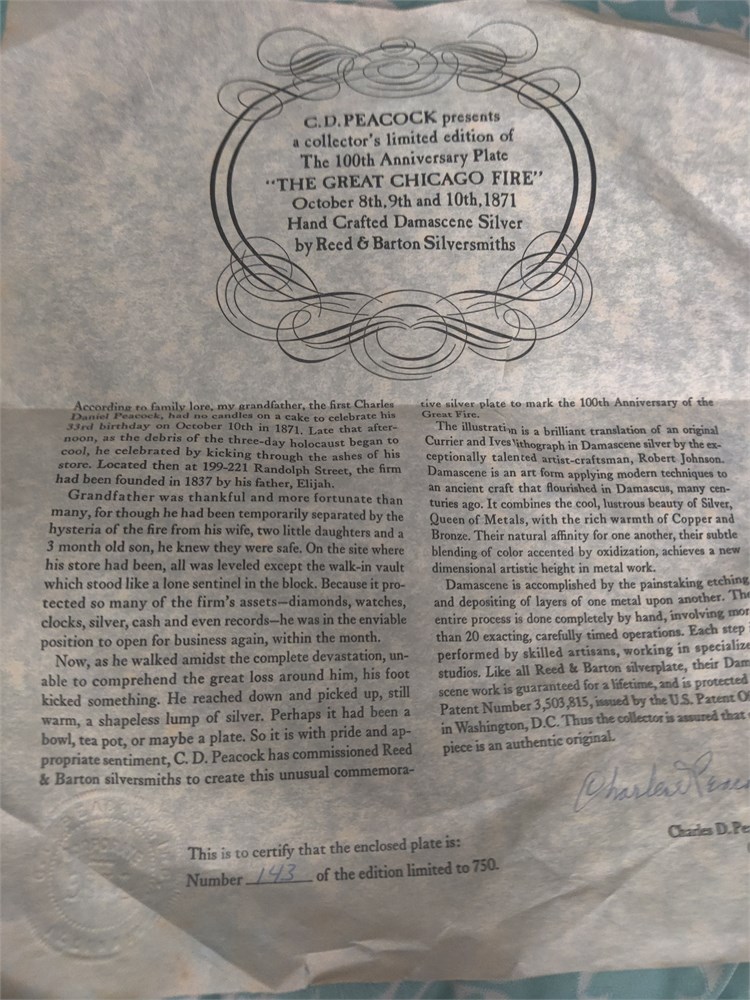 C.D. PEACOCK presents
a collector's limited edition of
The 100th Anniversary Plate
"THE GREAT CHICAGO FIRE"
October 8th, 9th and 10th, 1871
Hand Crafted Damascene Silver
by Reed & Barton Silversmiths
According to family lore, my grandfather, the first Charles
Daniel Peacock, had no candles on a cake to celebrate his
33rd birthday on October 10th in 1871. Late that after-
noon, as the debris of the three-day holocaust began to
cool, he celebrated by kicking through the ashes of his
store. Located then at 199-221 Randolph Street, the firm
had been founded in 1837 by his father, Elijah.
Grandfather was thankful and more fortunate than
many, for though he had been temporarily separated by the
hysteria of the fire from his wife, two little daughters and a
3 month old son, he knew they were safe. On the site where
his store had been, all was leveled except the walk-in vault
which stood like a lone sentinel in the block. Because it pro-
tected so many of the firm's assets—diamonds, watches,
clocks, silver, cash and even records—he was in the enviable
position to open for business again, within the month.
Now, as he walked amidst the complete devastation, un-
able to comprehend the great loss around him, his foot
kicked something. He reached down and picked up, still
warm, a shapeless lump of silver. Perhaps it had been a
bowl, tea pot, or maybe a plate. So it is with pride and ap-
propriate sentiment, C. D. Peacock has commissioned Reed
& Barton silversmiths to create this unusual commemora-
tive silver plate to mark the 100th Anniversary of the
Great Fire.
The illustration is a brilliant translation of an original
Currier and Ives lithograph in Damascene silver by the ex-
ceptionally talented artist-craftsman, Robert Johnson.
Damascene is an art form applying modern techniques to
an ancient craft that flourished in Damascus, many cen-
turies ago. It combines the cool, lustrous beauty of Silver,
Queen of Metals, with the rich warmth of Copper and
Bronze. Their natural affinity for one another, their subtle
blending of color accented by oxidization, achieves a new
dimensional artistic height in metal work.
Damascene is accomplished by the painstaking etching
and depositing of layers of one metal upon another. The
entire process is done completely by hand, involving mor
than 20 exacting, carefully timed operations. Each step
performed by skilled artisans, working in specialize
studios. Like all Reed & Barton silverplate, their Dam
scene work is guaranteed for a lifetime, and is protected
Patent Number 3,503,815, issued by the U.S. Patent Of
in Washington, D.C. Thus the collector is assured that
piece is an authentic original.
Charles D. Peac
Charles D. Pe
This is to certify that the enclosed plate is:
Number 143 of the edition limited to 750.